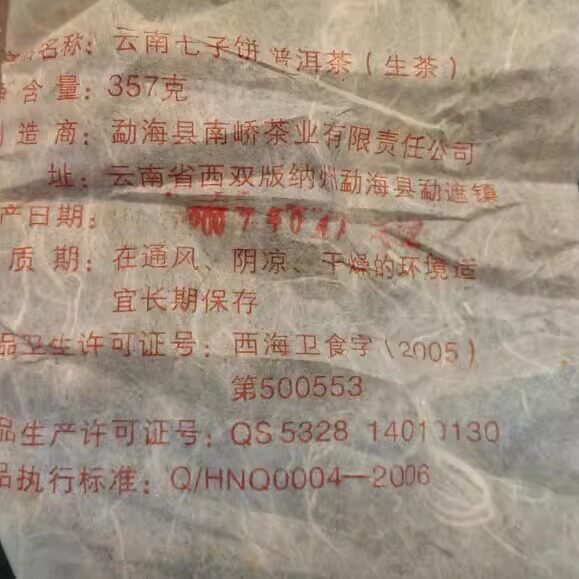 名称：云南七子饼 普洱茶（生茶）
净含量：357克
制造商：勐海县南峤茶业有限责任公司
址：云南省西双版纳州勐海县勐遮镇
产日期：
质期：在通风、阴凉、干燥的环境适
宜长期保存
品卫生许可证号：西海卫食字（2005）
第500553
品生产许可证号：QS5328 14010130
品执行标准：Q/HNQ0004—2006